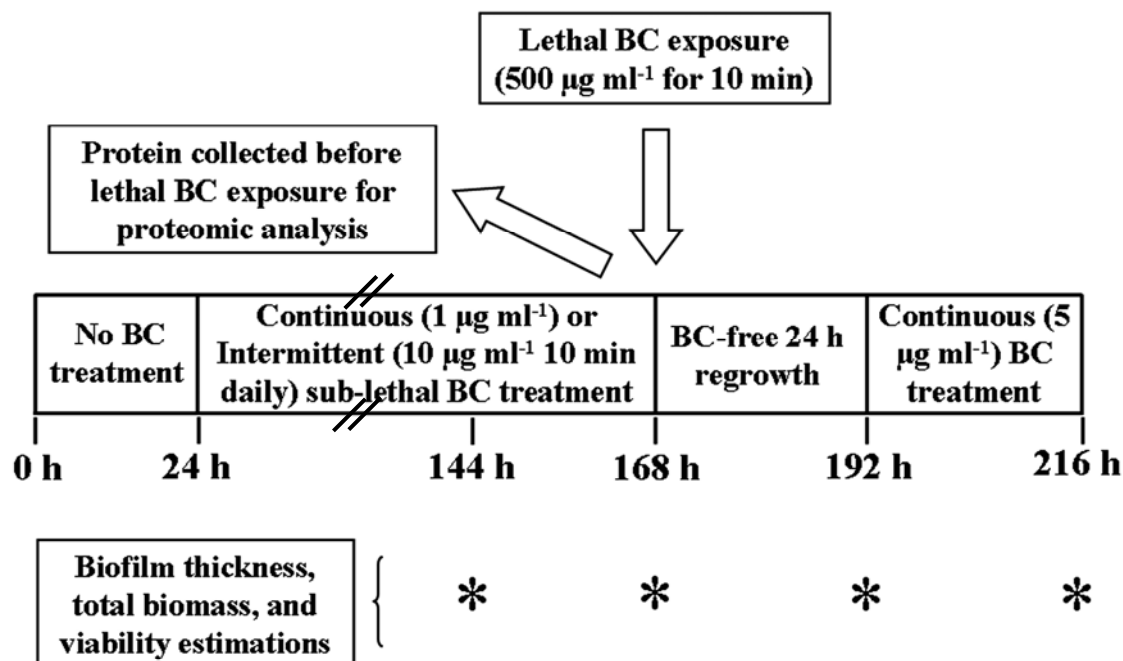 Lethal BC exposure
(500 µg ml⁻¹ for 10 min)
Protein collected before
lethal BC exposure for
proteomic analysis
No BC
treatment
Continuous (1 µg ml⁻¹) or
Intermittent (10 µg ml⁻¹ 10 min
daily) sub-lethal BC treatment
BC-free 24 h
regrowth
Continuous (5
µg ml⁻¹) BC
treatment
0 h
24 h
144 h
168 h
192 h
216 h
Biofilm thickness,
total biomass, and
viability estimations
* * * *